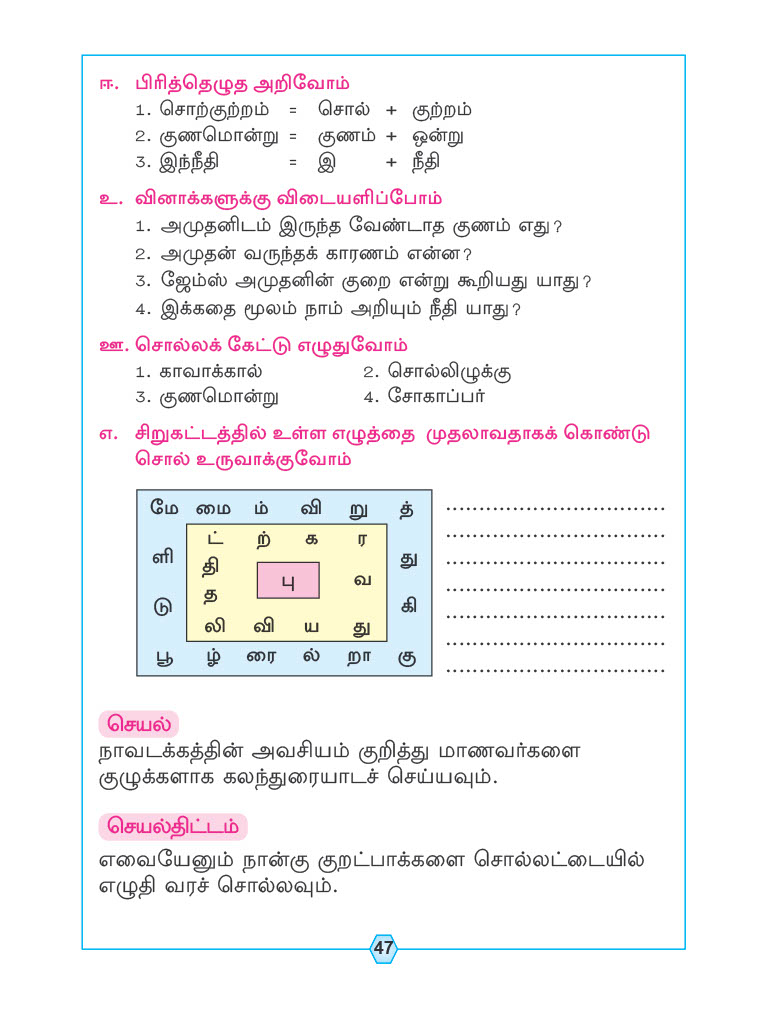 ஈ. பிரித்தெழுத அறிவோம்
1. சொற்குற்றம் = சொல் + குற்றம்
2. குணமொன்று = குணம் + ஒன்று
3. இந்நீதி = இ + நீதி
உ. வினாக்களுக்கு விடையளிப்போம்
1. அமுதனிடம் இருந்த வேண்டாத குணம் எது?
2. அமுதன் வருந்தக் காரணம் என்ன?
3. ஜேம்ஸ் அமுதனின் குறை என்று கூறியது யாது?
4. இக்கதை மூலம் நாம் அறியும் நீதி யாது?
ஊ. சொல்லக் கேட்டு எழுதுவோம்
1. காவாக்கால் 2. சொல்லிழுக்கு
3. குணமொன்று 4. சோகாப்பர்
எ. சிறுகட்டத்தில் உள்ள எழுத்தை முதலாவதாகக் கொண்டு
சொல் உருவாக்குவோம்
மே மை ம் வி று த்
ட் ற் க ர
ளி தி பு வ து
டு த கி
லி வி ய து
பூ ழ் ரை ல் றா கு
செயல்
நாவடக்கத்தின் அவசியம் குறித்து மாணவர்களை
குழுக்களாக கலந்துரையாடச் செய்யவும்.
செயல்திட்டம்
எவையேனும் நான்கு குறட்பாக்களை சொல்லட்டையில்
எழுதி வரச் சொல்லவும்.
47